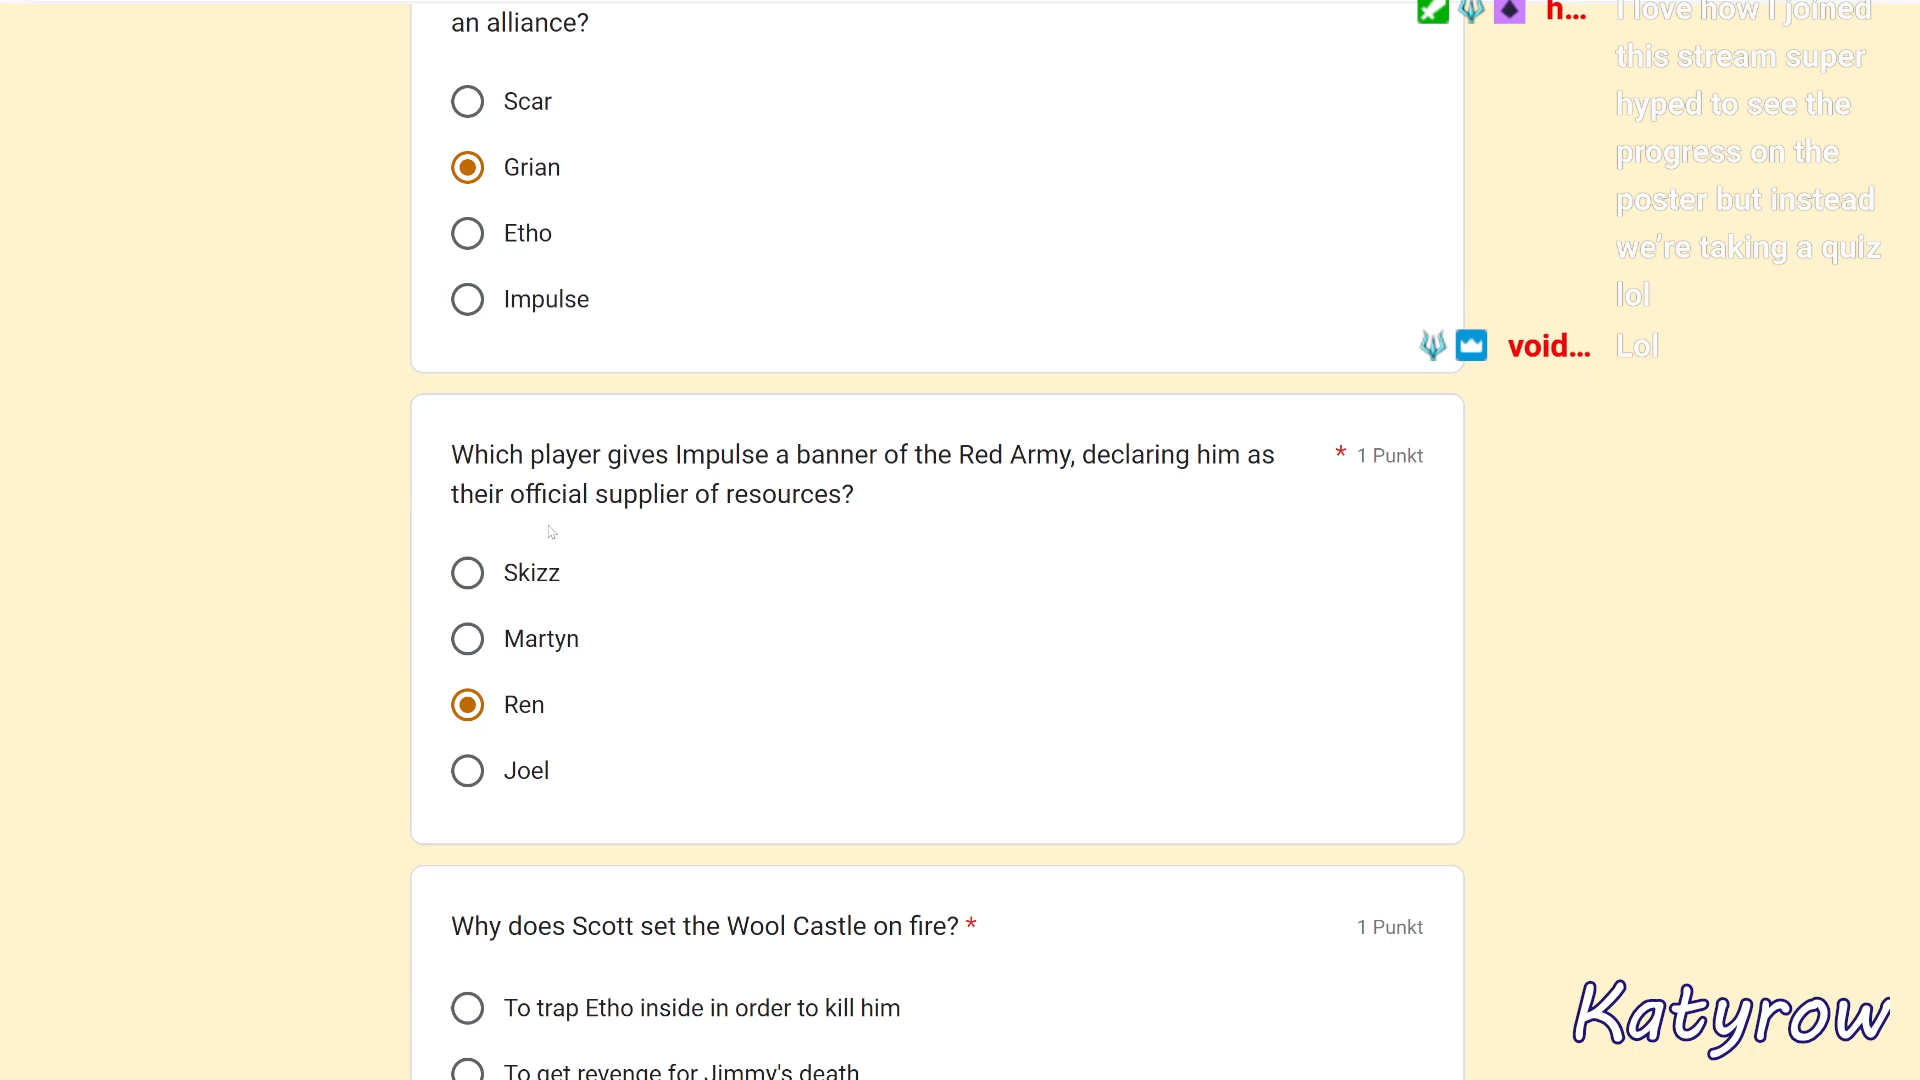 an alliance?
Scar
Grian
Etho
Impulse
Which player gives Impulse a banner of the Red Army, declaring him as
their official supplier of resources?
* 1 Punkt
Skizz
Martyn
Ren
Joel
Why does Scott set the Wool Castle on fire? *
1 Punkt
To trap Etho inside in order to kill him
To get revenge for Jimmy's death
h... I love how I joined
this stream super
hyped to see the
progress on the
poster but instead
we're taking a quiz
lol
void... Lol
Katyrow